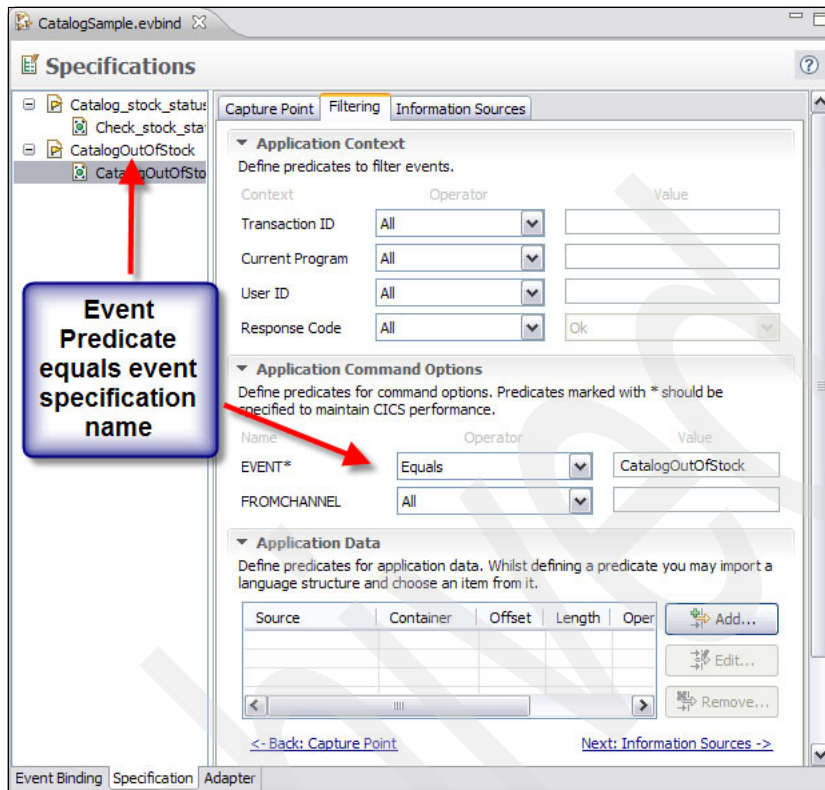 CatalogSample.evbind
Specifications
Catalog_stock_status
Check_stock_sta
CatalogOutOfStock
CatalogOutOfSto
Event
Predicate
equals event
specification
name
Capture Point Filtering Information Sources
Application Context
Define predicates to filter events.
Context Operator Value
Transaction ID All
Current Program All
User ID All
Response Code All Ok
Application Command Options
Define predicates for command options. Predicates marked with * should be
specified to maintain CICS performance.
Name Operator Value
EVENT* Equals CatalogOutOfStock
FROMCHANNEL All
Application Data
Define predicates for application data. Whilst defining a predicate you may import a
language structure and choose an item from it.
Source Container Offset Length Oper
Add...
Edit...
Remove...
<- Back: Capture Point Next: Information Sources ->
Event Binding Specification Adapter